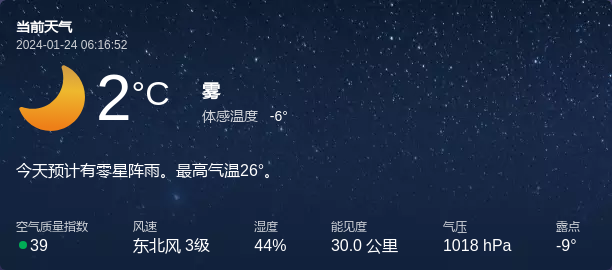 当前天气
2024-01-24 06:16:52
2°C
雾
体感温度 -6°
今天预计有零星阵雨。最高气温26°。
空气质量指数 风速 湿度 能见度 气压 露点
39 东北风 3级 44% 30.0 公里 1018 hPa -9°